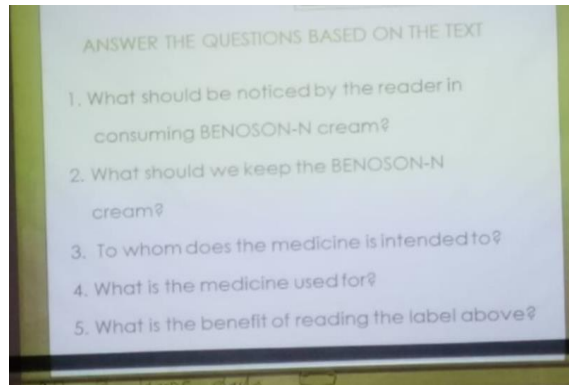 ANSWER THE QUESTIONS BASED ON THE TEXT
1. What should be noticed by the reader in
consuming BENOSON-N cream?
2. What should we keep the BENOSON-N
cream?
3. To whom does the medicine is intended to?
4. What is the medicine used for?
5. What is the benefit of reading the label above?